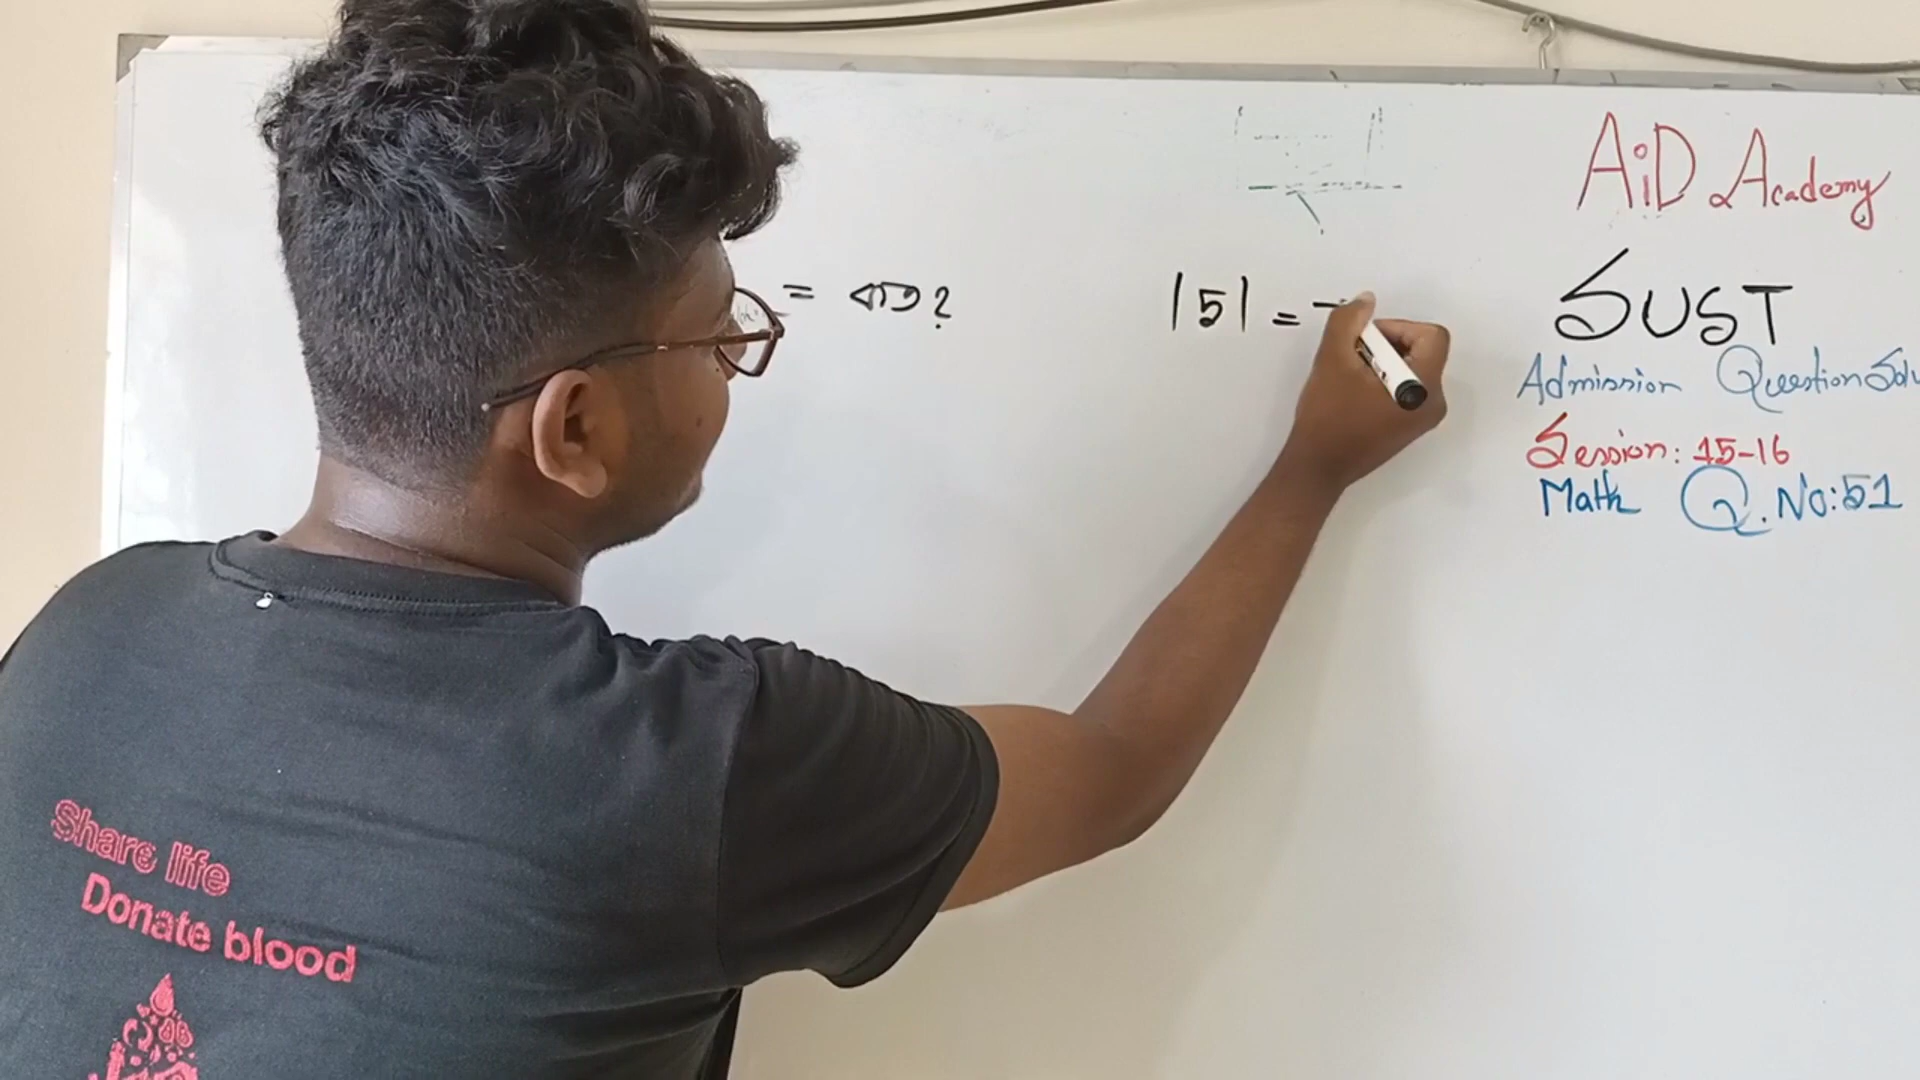 = কত?
|5| =
AiD Academy
SUST
Admission Question
Session: 15-16
Math Q. No: 51
Share life
Donate blood